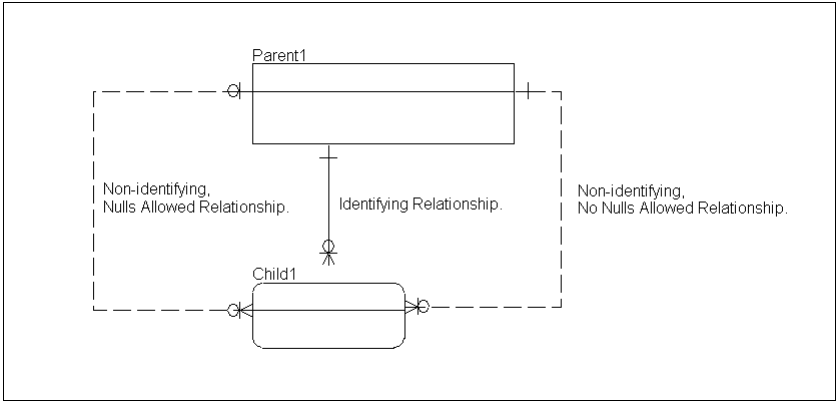 Parent1
Non-identifying,
Nulls Allowed Relationship.
Identifying Relationship.
Non-identifying,
No Nulls Allowed Relationship.
Child1